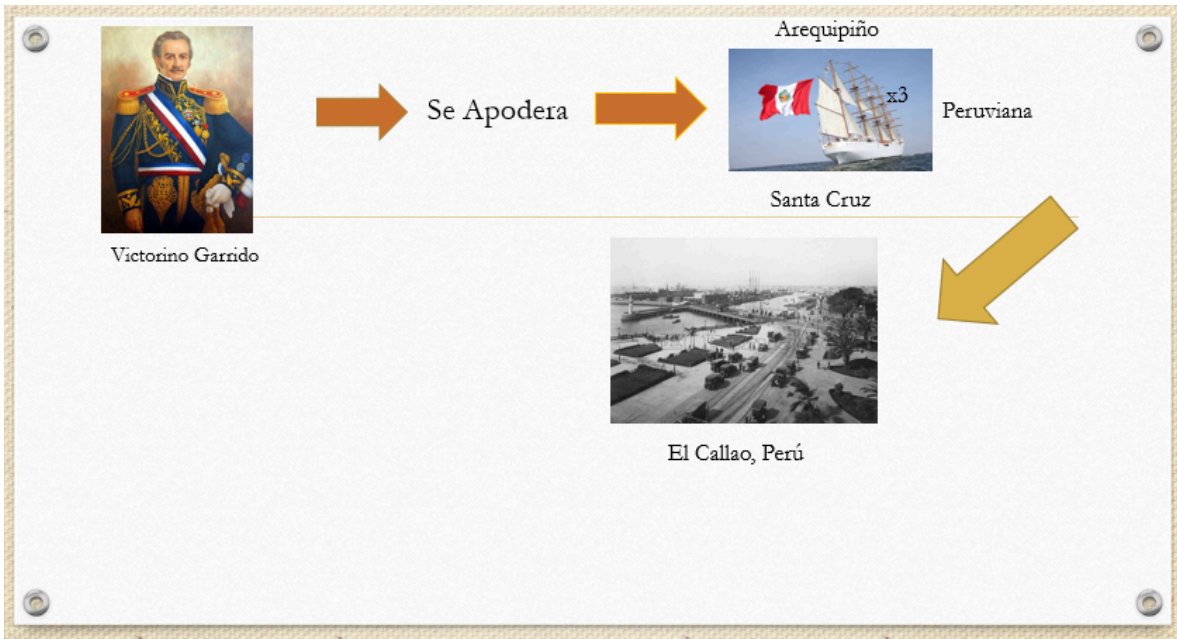 Arequipiño
x3
Se Apodera
Peruviana
Santa Cruz
Victorino Garrido
El Callao, Perú